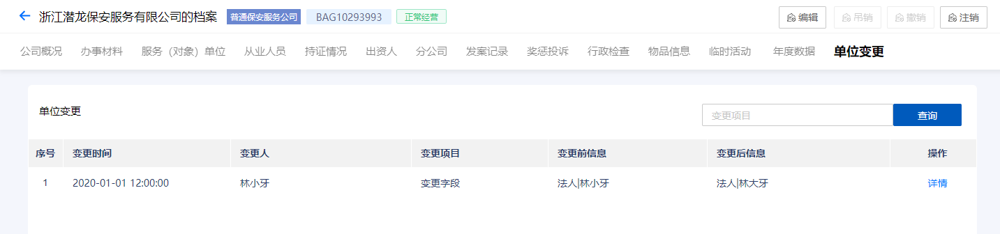 浙江潜龙保安服务有限公司的档案 普通保安服务公司 BAG10293993 正常经营 编辑 吊销 撤销 注销
公司概况 办事材料 服务（对象）单位 从业人员 持证情况 出资人 分公司 发案记录 奖惩投诉 行政检查 物品信息 临时活动 年度数据 单位变更
单位变更 变更项目 查询
序号 变更时间 变更人 变更项目 变更前信息 变更后信息 操作
1 2020-01-01 12:00:00 林小牙 变更字段 法人|林小牙 法人|林大牙 详情